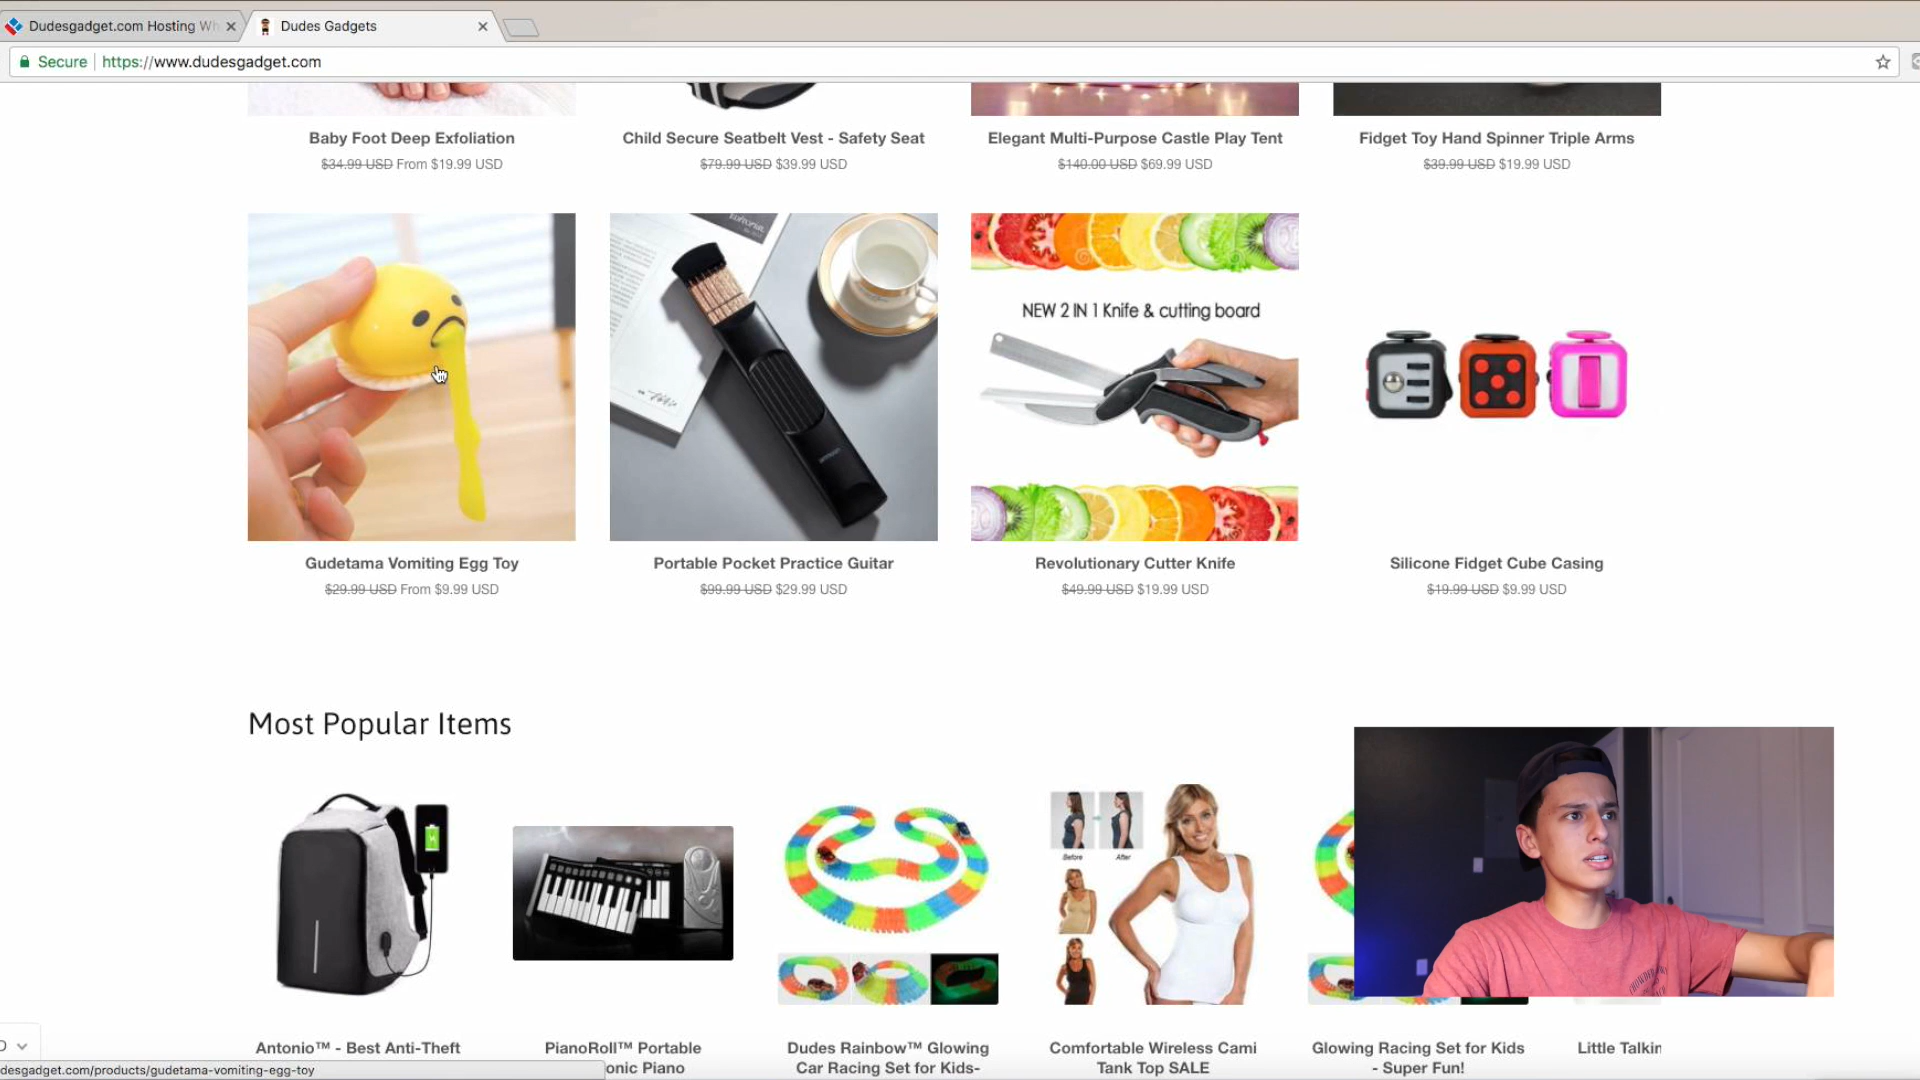 Dudesgadget.com Hosting Wh
Dudes Gadgets
Secure https://www.dudesgadget.com
Baby Foot Deep Exfoliation
$34.99 USD From $19.99 USD
Child Secure Seatbelt Vest - Safety Seat
$79.99 USD $39.99 USD
Elegant Multi-Purpose Castle Play Tent
$140.00 USD $69.99 USD
Fidget Toy Hand Spinner Triple Arms
$39.99 USD $19.99 USD
EDITORIAL
NEW 2 IN 1 Knife & cutting board
Gudetama Vomiting Egg Toy
$29.99 USD From $9.99 USD
Portable Pocket Practice Guitar
$99.99 USD $29.99 USD
Revolutionary Cutter Knife
$49.99 USD $19.99 USD
Silicone Fidget Cube Casing
$19.99 USD $9.99 USD
Most Popular Items
Before
After
Antonio™ - Best Anti-Theft
PianoRoll™ Portable
onic Piano
Dudes Rainbow™ Glowing
Car Racing Set for Kids-
Comfortable Wireless Cami
Tank Top SALE
Glowing Racing Set for Kids
- Super Fun!
Little Talkin
D
desgadget.com/products/gudetama-vomiting-egg-toy